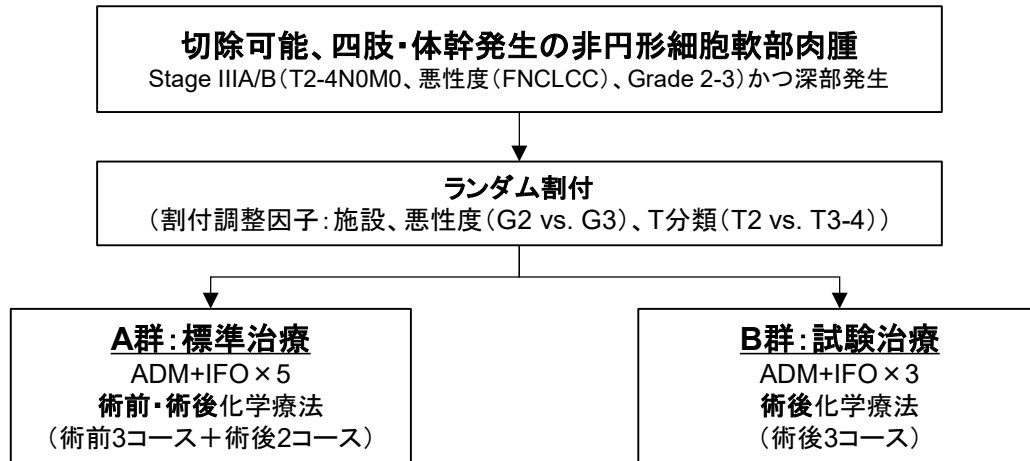 切除可能、四肢・体幹発生の非円形細胞軟部肉腫
Stage IIIA/B（T2-4N0M0、悪性度（FNCLCC）、Grade 2-3）かつ深部発生
ランダム割付
（割付調整因子：施設、悪性度（G2 vs. G3）、T分類（T2 vs. T3-4））
A群：標準治療
ADM+IFO×5
術前・術後化学療法
（術前3コース＋術後2コース）
B群：試験治療
ADM+IFO×3
術後化学療法
（術後3コース）